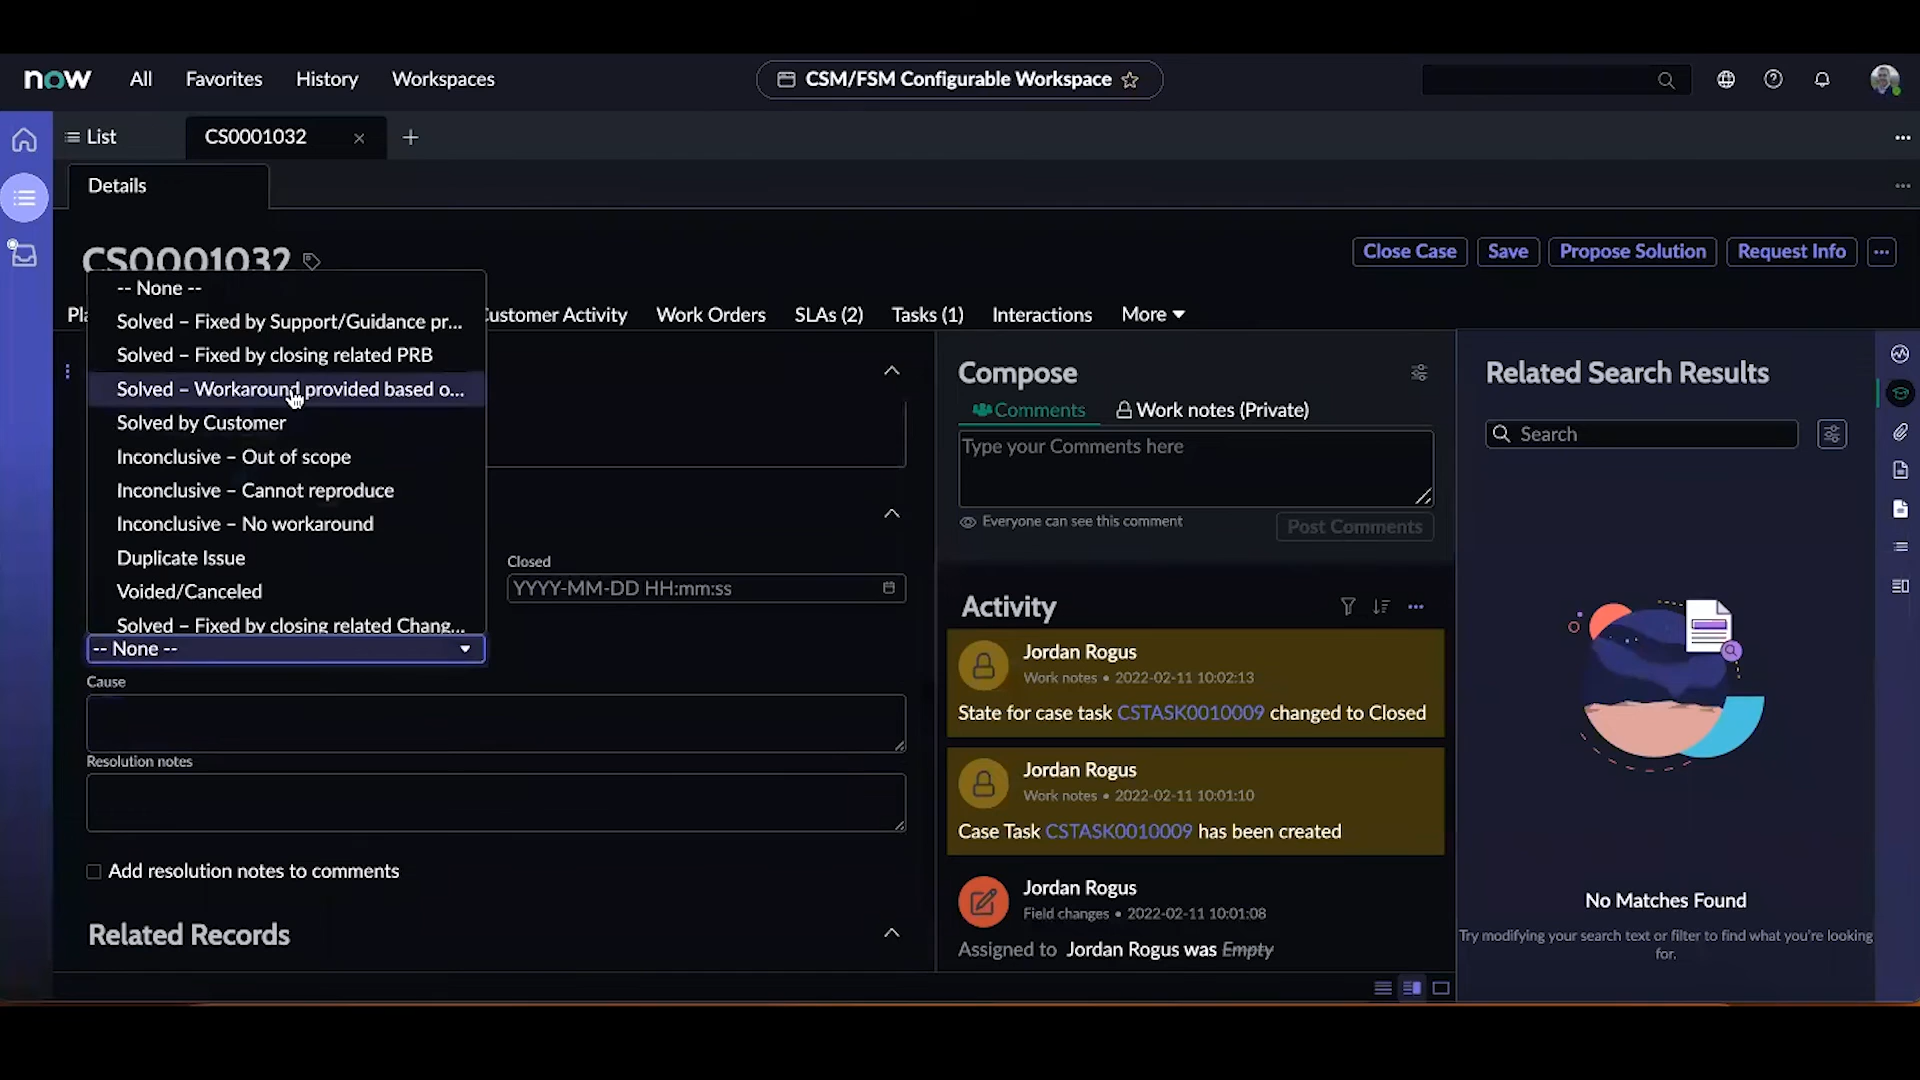 now All Favorites History Workspaces CSM/FSM Configurable Workspace
List CS0001032
Details
CS0001032
Close Case Save Propose Solution Request Info
-- None --
Solved – Fixed by Support/Guidance pr...
Solved – Fixed by closing related PRB
Solved – Workaround provided based o...
Solved by Customer
Inconclusive – Out of scope
Inconclusive – Cannot reproduce
Inconclusive – No workaround
Duplicate Issue
Voided/Canceled
Solved – Fixed by closing related Chang...
-- None --
Customer Activity Work Orders SLAs (2) Tasks (1) Interactions More
Closed
YYYY-MM-DD HH:mm:ss
Cause
Resolution notes
Add resolution notes to comments
Related Records
Compose
Comments Work notes (Private)
Type your Comments here
Everyone can see this comment
Post Comments
Activity
Jordan Rogus
Work notes • 2022-02-11 10:02:13
State for case task CSTASK0010009 changed to Closed
Jordan Rogus
Work notes • 2022-02-11 10:01:10
Case Task CSTASK0010009 has been created
Jordan Rogus
Field changes • 2022-02-11 10:01:08
Assigned to Jordan Rogus was Empty
Related Search Results
Search
No Matches Found
Try modifying your search text or filter to find what you're looking
for.